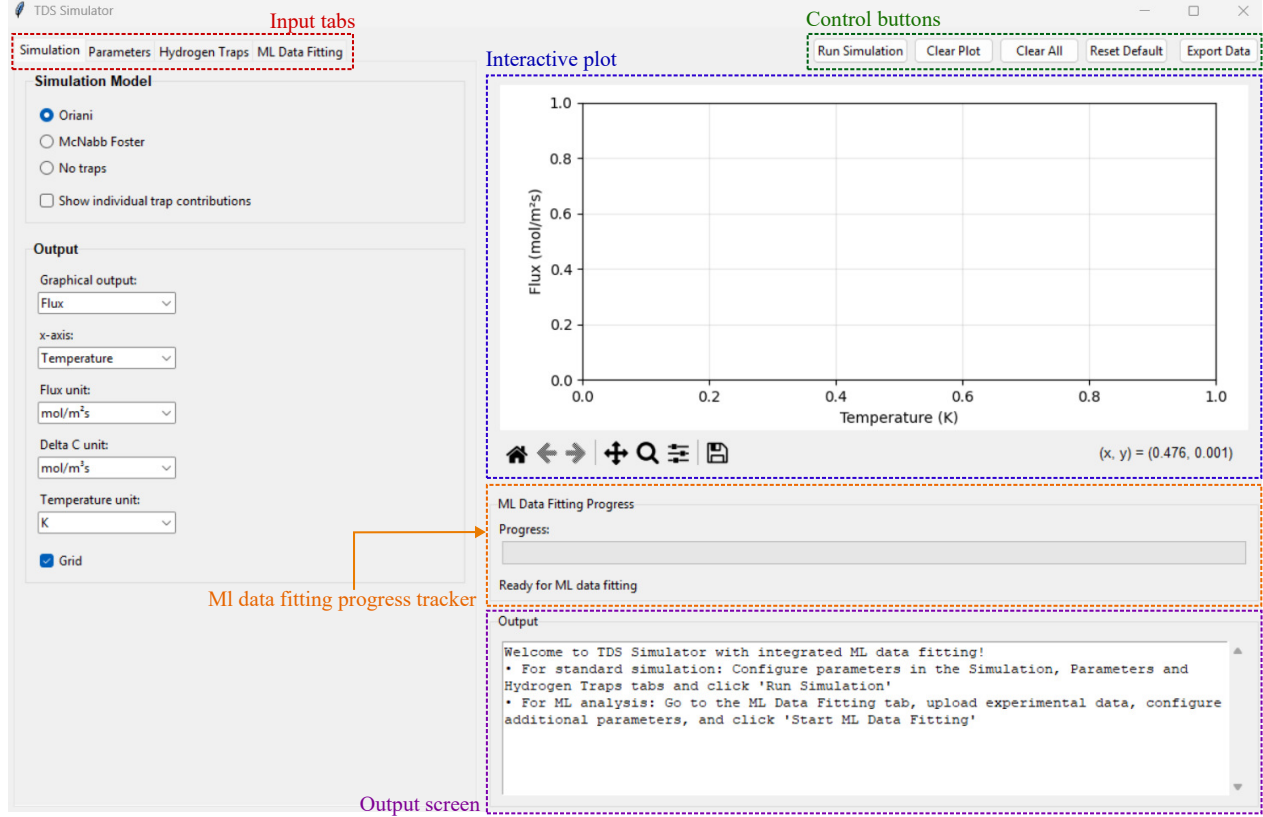 TDS Simulator
Input tabs
Control buttons
Simulation Parameters Hydrogen Traps ML Data Fitting
Run Simulation Clear Plot Clear All Reset Default Export Data
Simulation Model
Oriani
McNabb Foster
No traps
Show individual trap contributions
Output
Graphical output:
Flux
x-axis:
Temperature
Flux unit:
mol/m²s
Delta C unit:
mol/m³s
Temperature unit:
K
Grid
Ml data fitting progress tracker
Interactive plot
1.0
0.8
0.6
0.4
0.2
0.0
Flux (mol/m²s)
0.0 0.2 0.4 0.6 0.8 1.0
Temperature (K)
(x, y) = (0.476, 0.001)
ML Data Fitting Progress
Progress:
Ready for ML data fitting
Output
Welcome to TDS Simulator with integrated ML data fitting!
• For standard simulation: Configure parameters in the Simulation, Parameters and
Hydrogen Traps tabs and click 'Run Simulation'
• For ML analysis: Go to the ML Data Fitting tab, upload experimental data, configure
additional parameters, and click 'Start ML Data Fitting'
Output screen